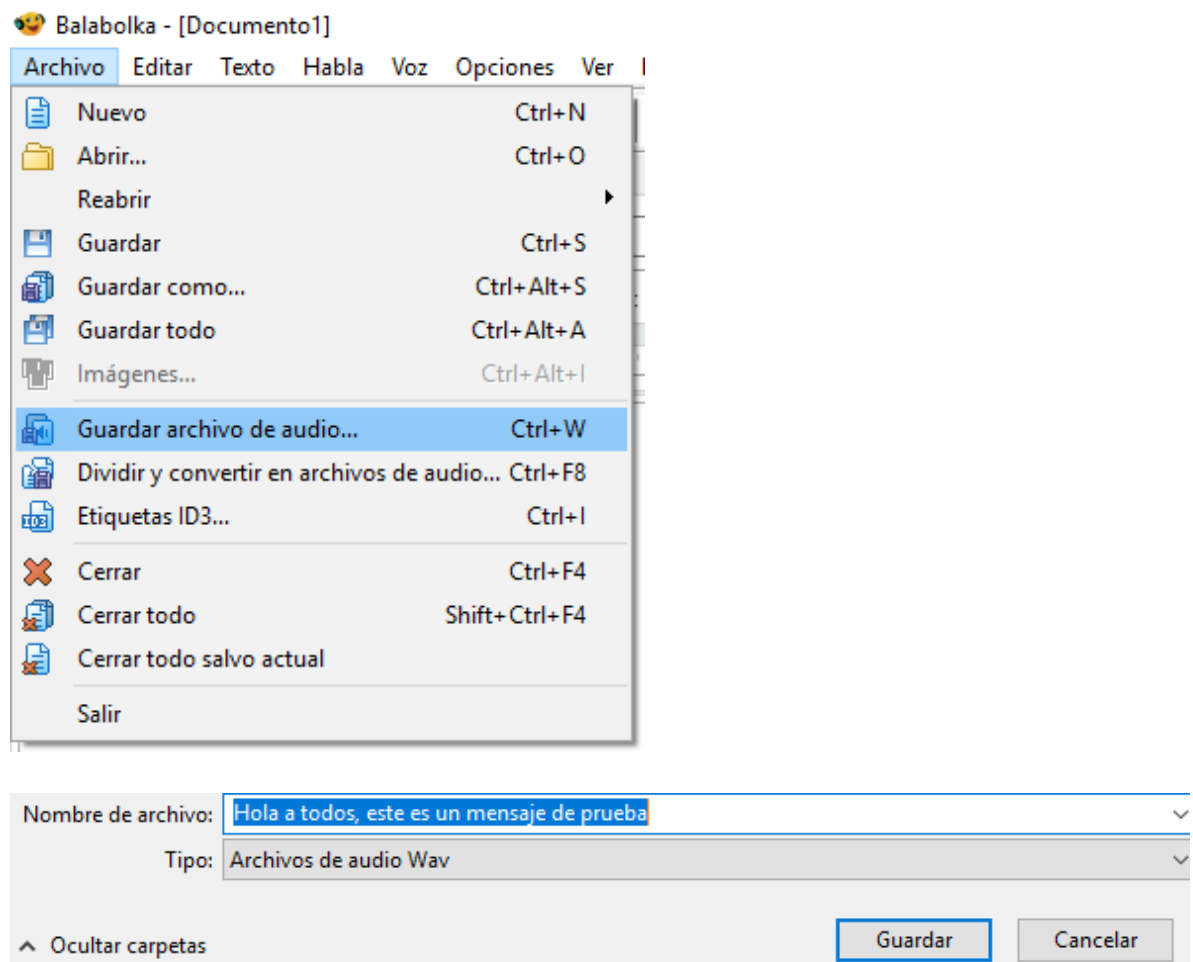 Balabolka - [Documento1]
Archivo Editar Texto Habla Voz Opciones Ver
Nuevo Ctrl+N
Abrir... Ctrl+O
Reabrir
Guardar Ctrl+S
Guardar como... Ctrl+Alt+S
Guardar todo Ctrl+Alt+A
Imágenes... Ctrl+Alt+I
Guardar archivo de audio... Ctrl+W
Dividir y convertir en archivos de audio... Ctrl+F8
Etiquetas ID3... Ctrl+I
Cerrar Ctrl+F4
Cerrar todo Shift+Ctrl+F4
Cerrar todo salvo actual
Salir
Nombre de archivo: Hola a todos, este es un mensaje de prueba
Tipo: Archivos de audio Wav
Ocultar carpetas Guardar Cancelar